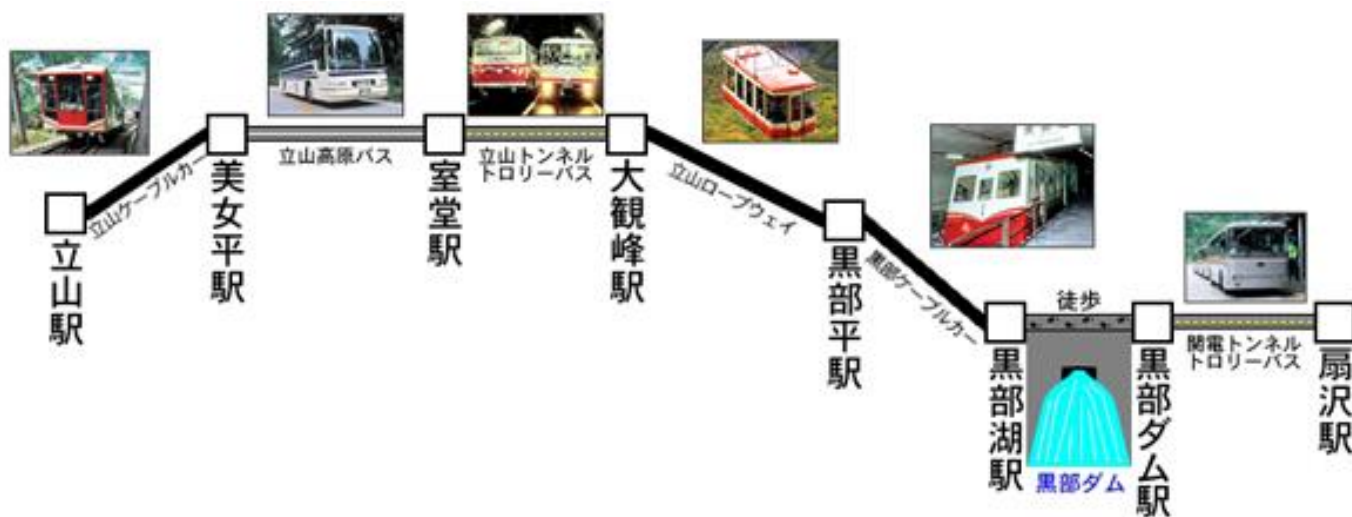 立山駅
立山ケーブルカー
美女平駅
立山高原バス
室堂駅
立山トンネル
トロリーバス
大観峰駅
立山ロープウェイ
黒部平駅
黒部ケーブルカー
黒部湖駅
徒歩
黒部ダム
黒部ダム駅
関電トンネル
トロリーバス
扇沢駅